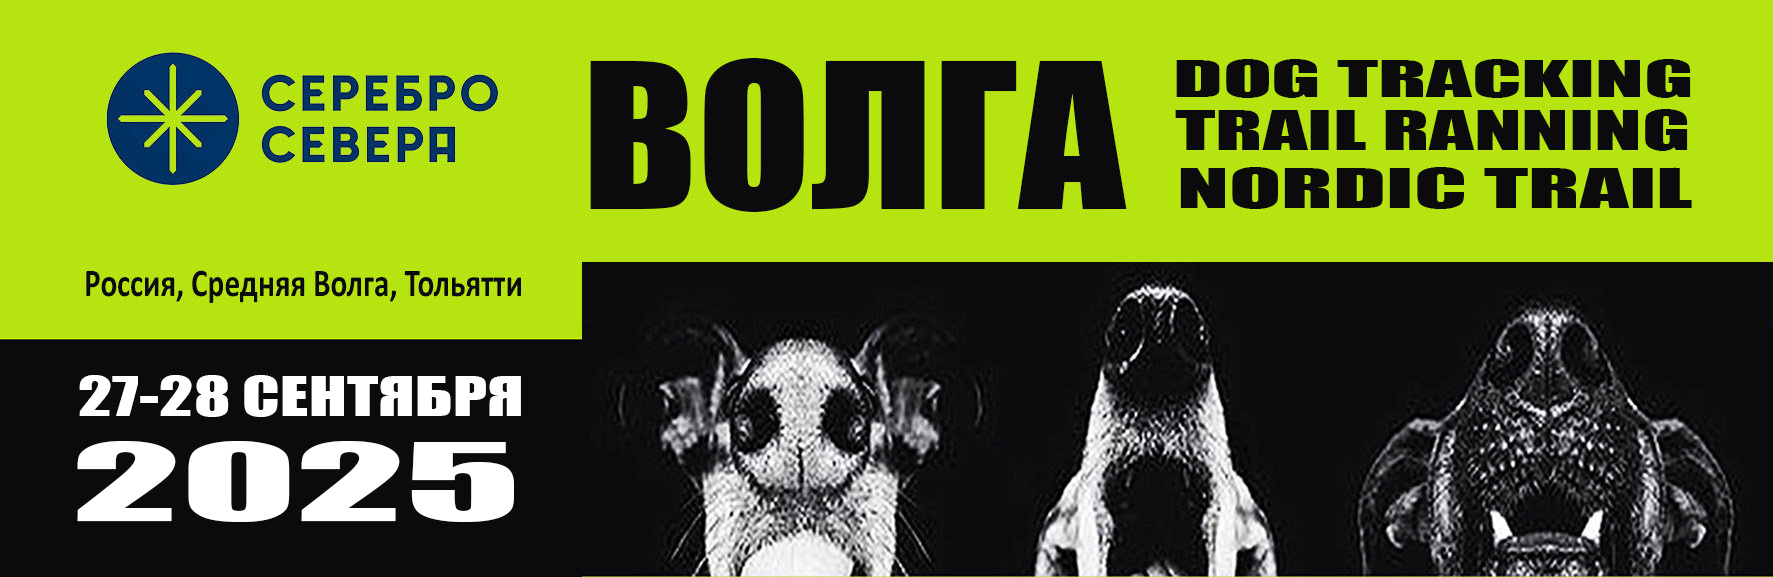 СЕРЕБРО
СЕВЕРА
ВОЛГА
DOG TRACKING
TRAIL RANNING
NORDIC TRAIL
Россия, Средняя Волга, Тольятти
27-28 СЕНТЯБРЯ
2025